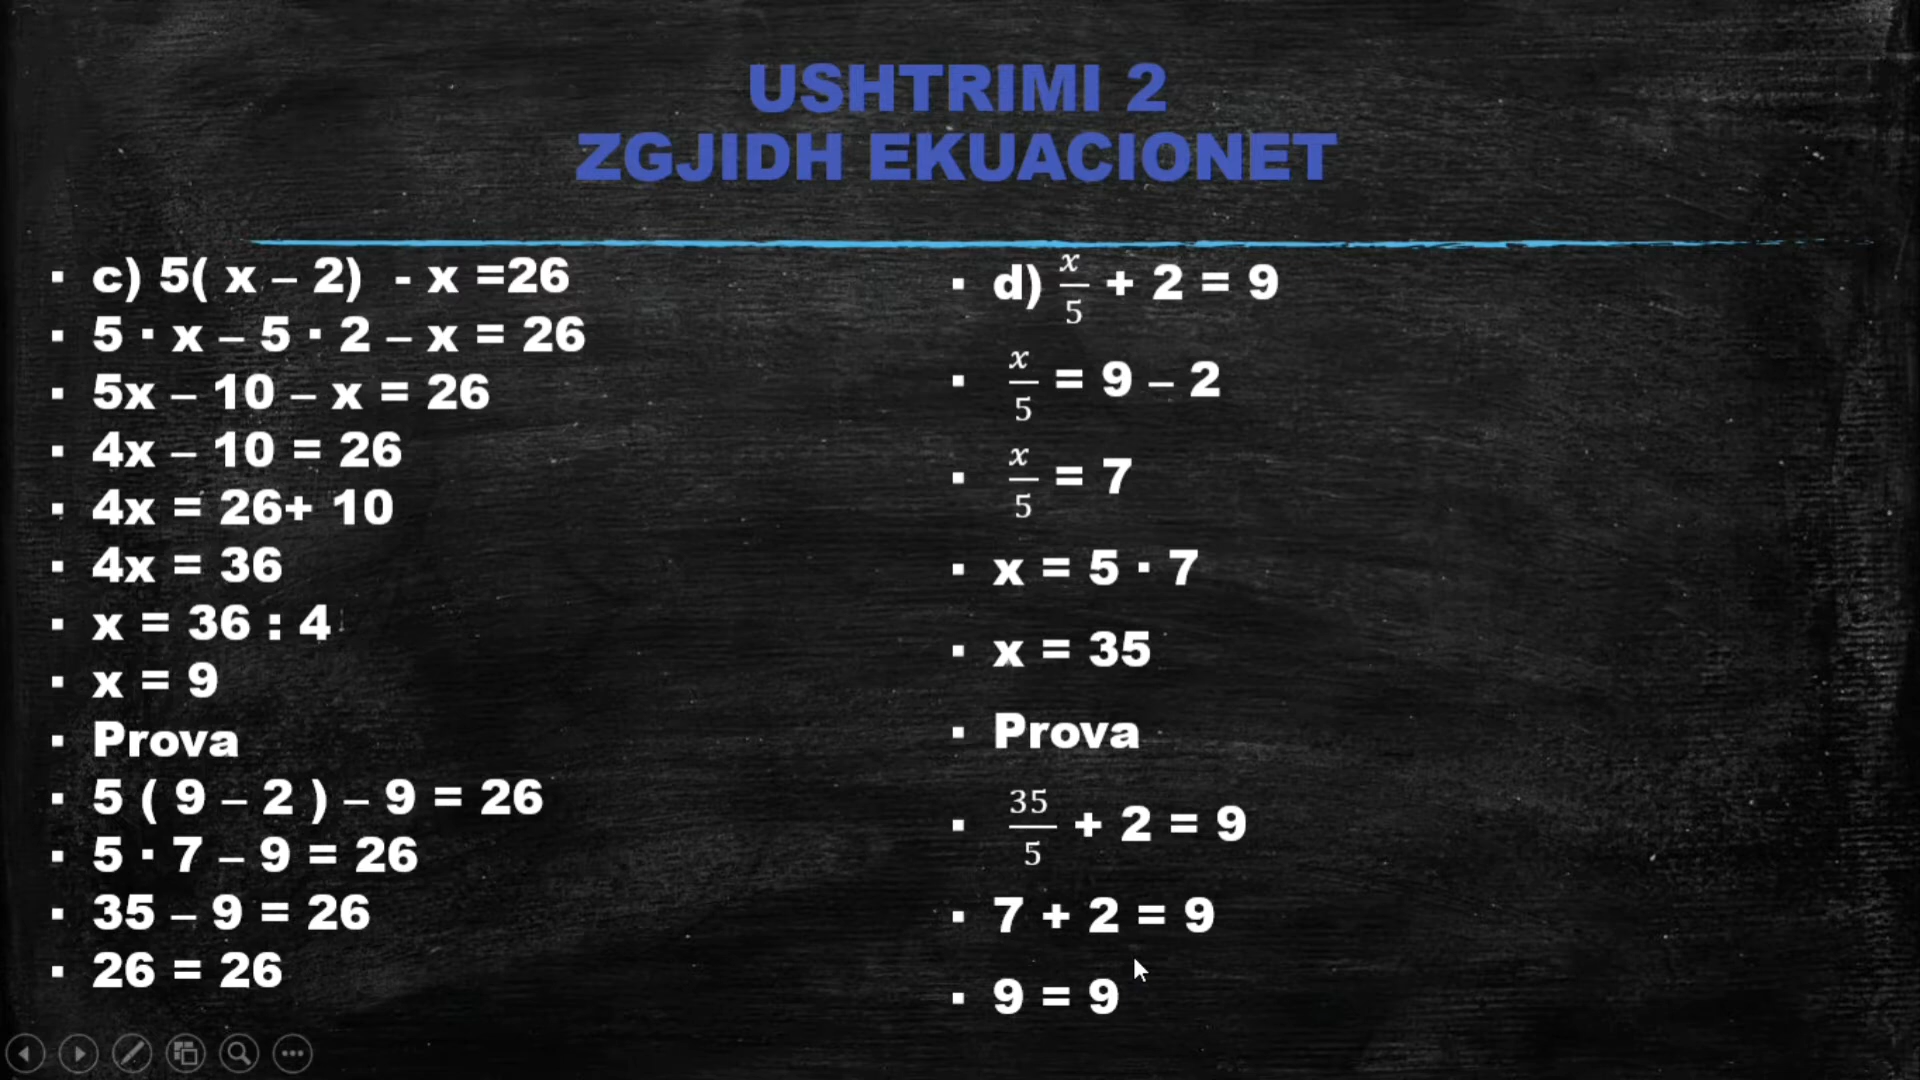 USHTRIMI 2
ZGJIDH EKUACIONET
▪ c) 5( x – 2)  - x =26
▪ 5 · x – 5 · 2 – x = 26
▪ 5x – 10 – x = 26
▪ 4x – 10 = 26
▪ 4x = 26+ 10
▪ 4x = 36
▪ x = 36 : 4
▪ x = 9
▪ Prova
▪ 5 ( 9 – 2 ) – 9 = 26
▪ 5 · 7 – 9 = 26
▪ 35 – 9 = 26
▪ 26 = 26
▪ d) x/5 + 2 = 9
▪ x/5 = 9 – 2
▪ x/5 = 7
▪ x = 5 · 7
▪ x = 35
▪ Prova
▪ 35/5 + 2 = 9
▪ 7 + 2 = 9
▪ 9 = 9